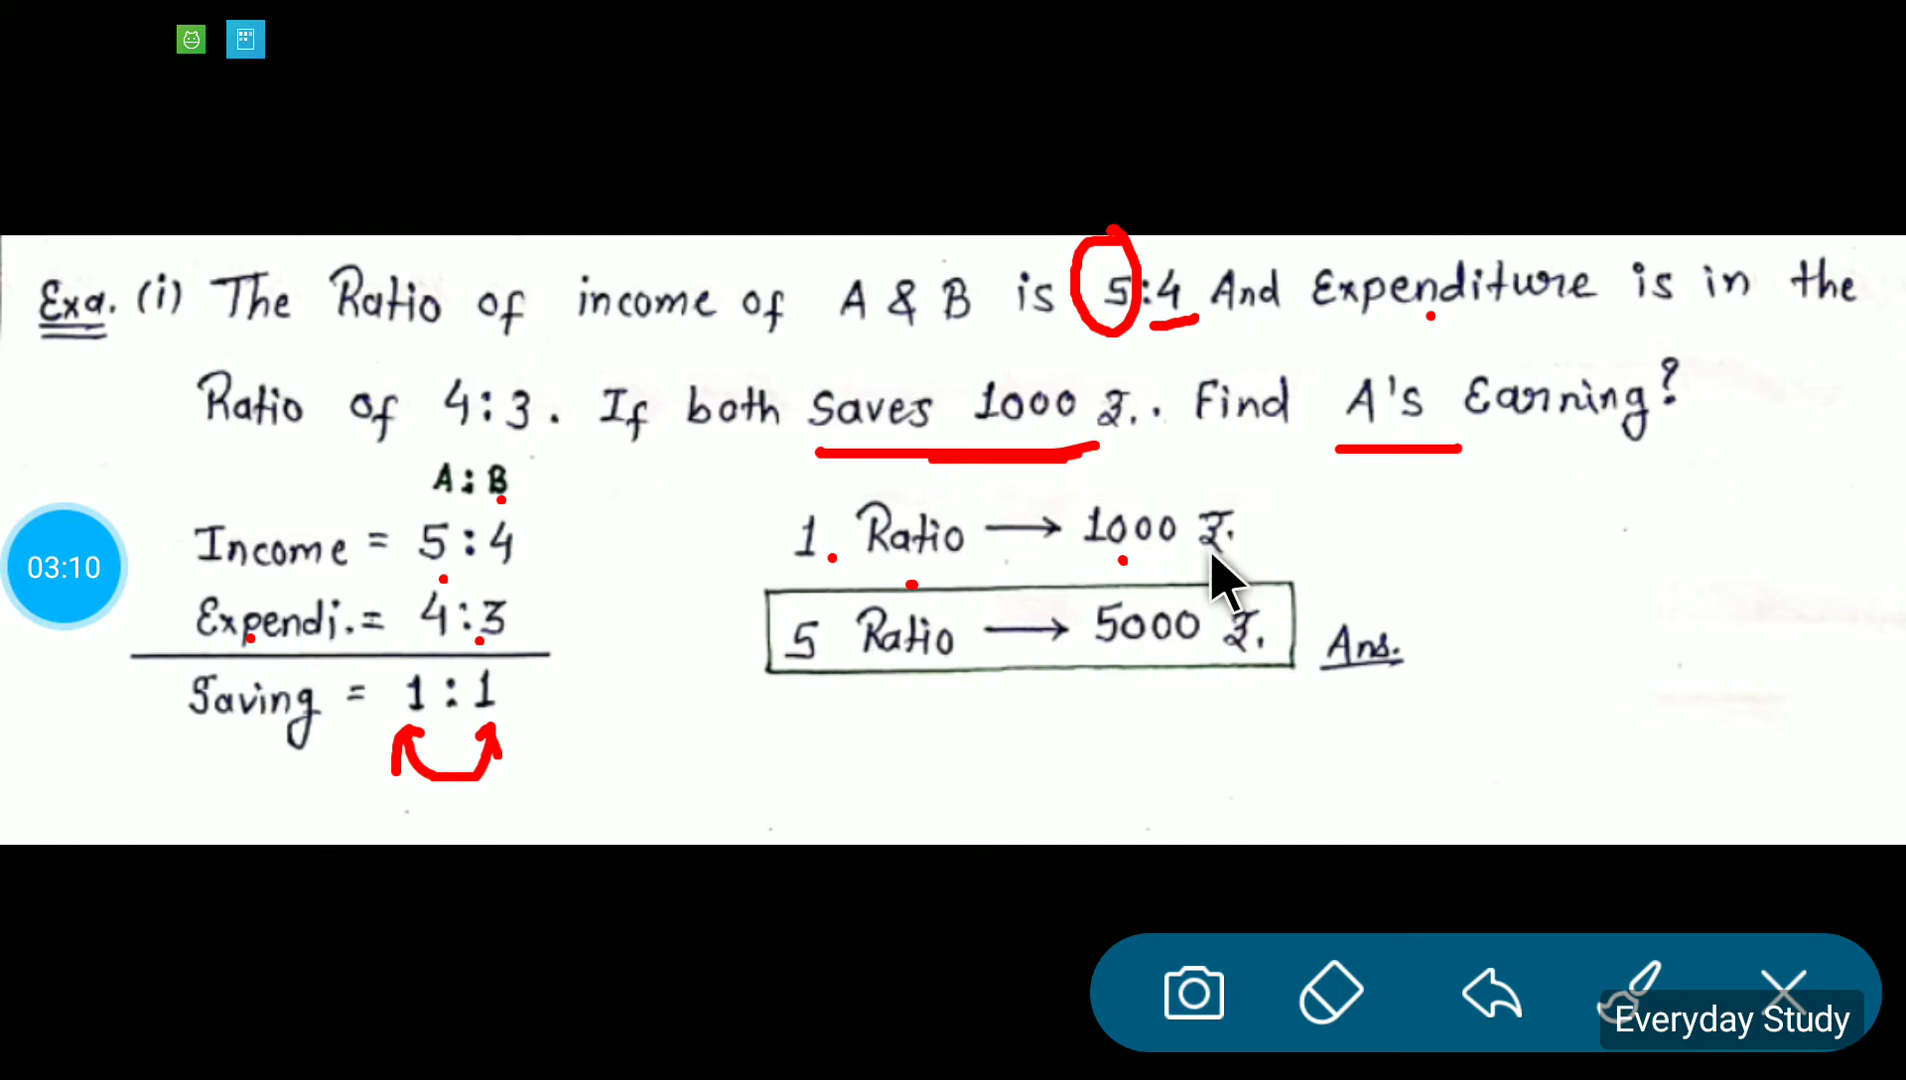 Exa. (i) The Ratio of income of A & B is 5:4 And Expenditure is in the
Ratio of 4:3. If both saves 1000 ₹.. Find A's Earning?
A:B
Income = 5:4
Expendi.= 4:3
Saving = 1:1
1 Ratio → 1000 ₹.
5 Ratio → 5000 ₹. Ans.
03:10
Everyday Study